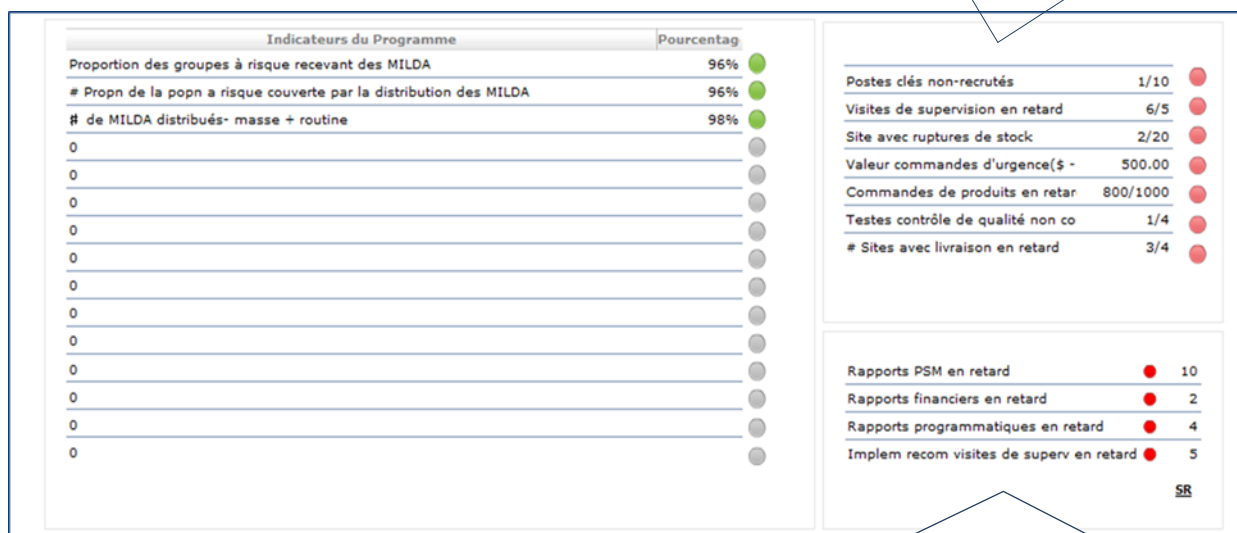 Indicateurs du Programme Pourcentag
Proportion des groupes à risque recevant des MILDA 96%
# Propn de la popn a risque couverte par la distribution des MILDA 96%
# de MILDA distribués- masse + routine 98%
0
0
0
0
0
0
0
0
0
0
0
0
Postes clés non-recrutés 1/10
Visites de supervision en retard 6/5
Site avec ruptures de stock 2/20
Valeur commandes d'urgence($ - 500.00
Commandes de produits en retar 800/1000
Testes contrôle de qualité non co 1/4
# Sites avec livraison en retard 3/4
Rapports PSM en retard 10
Rapports financiers en retard 2
Rapports programmatiques en retard 4
Implem recom visites de superv en retard 5
SR